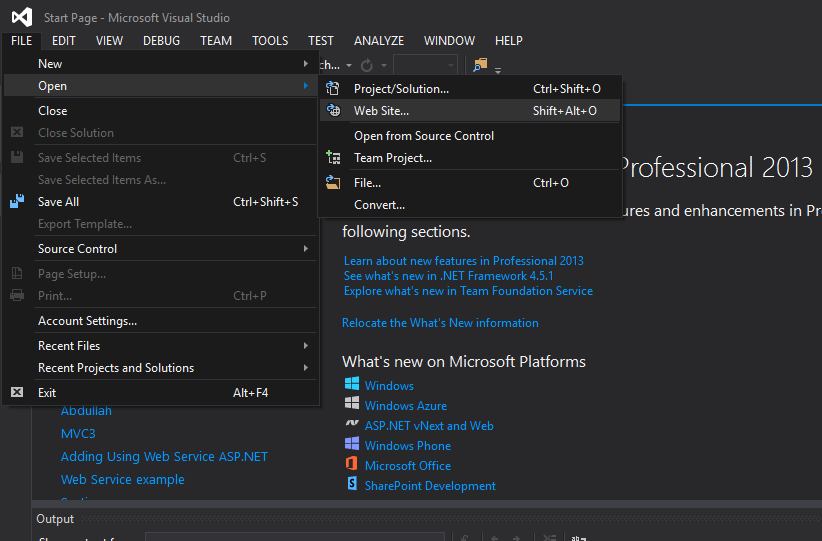 Start Page - Microsoft Visual Studio
FILE EDIT VIEW DEBUG TEAM TOOLS TEST ANALYZE WINDOW HELP
New
Open
Close
Close Solution
Save Selected Items Ctrl+S
Save Selected Items As...
Save All Ctrl+Shift+S
Export Template...
Source Control
Page Setup...
Print... Ctrl+P
Account Settings...
Recent Files
Recent Projects and Solutions
Exit Alt+F4
ch...
Project/Solution... Ctrl+Shift+O
Web Site... Shift+Alt+O
Open from Source Control
Team Project...
File... Ctrl+O
Convert...
Professional 2013
ures and enhancements in Pr
following sections.
Learn about new features in Professional 2013
See what's new in .NET Framework 4.5.1
Explore what's new in Team Foundation Service
Relocate the What's New information
What's new on Microsoft Platforms
Windows
Windows Azure
ASP.NET vNext and Web
Windows Phone
Microsoft Office
SharePoint Development
Abdullah
MVC3
Adding Using Web Service ASP.NET
Web Service example
Output